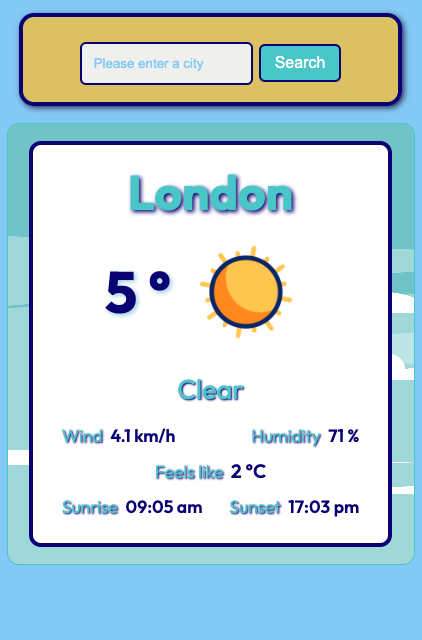 Please enter a city Search
London
5 °
Clear
Wind 4.1 km/h Humidity 71 %
Feels like 2 °C
Sunrise 09:05 am Sunset 17:03 pm